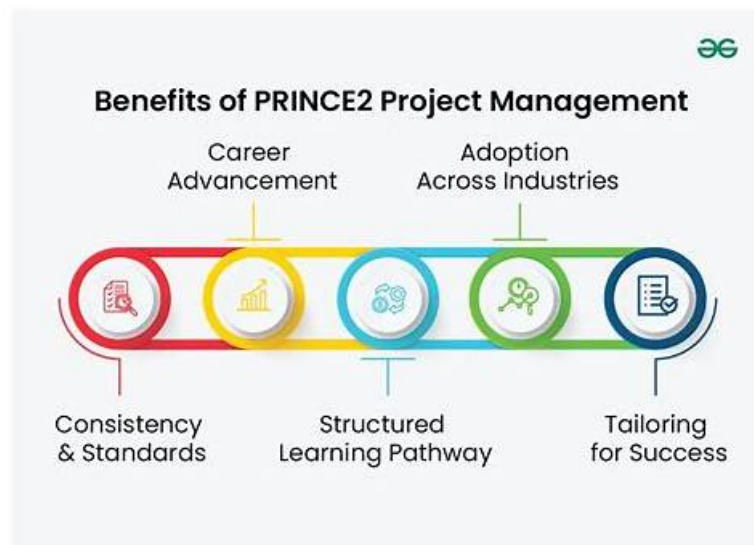 Benefits of PRINCE2 Project Management
Career
Advancement
Adoption
Across Industries
Consistency
& Standards
Structured
Learning Pathway
Tailoring
for Success